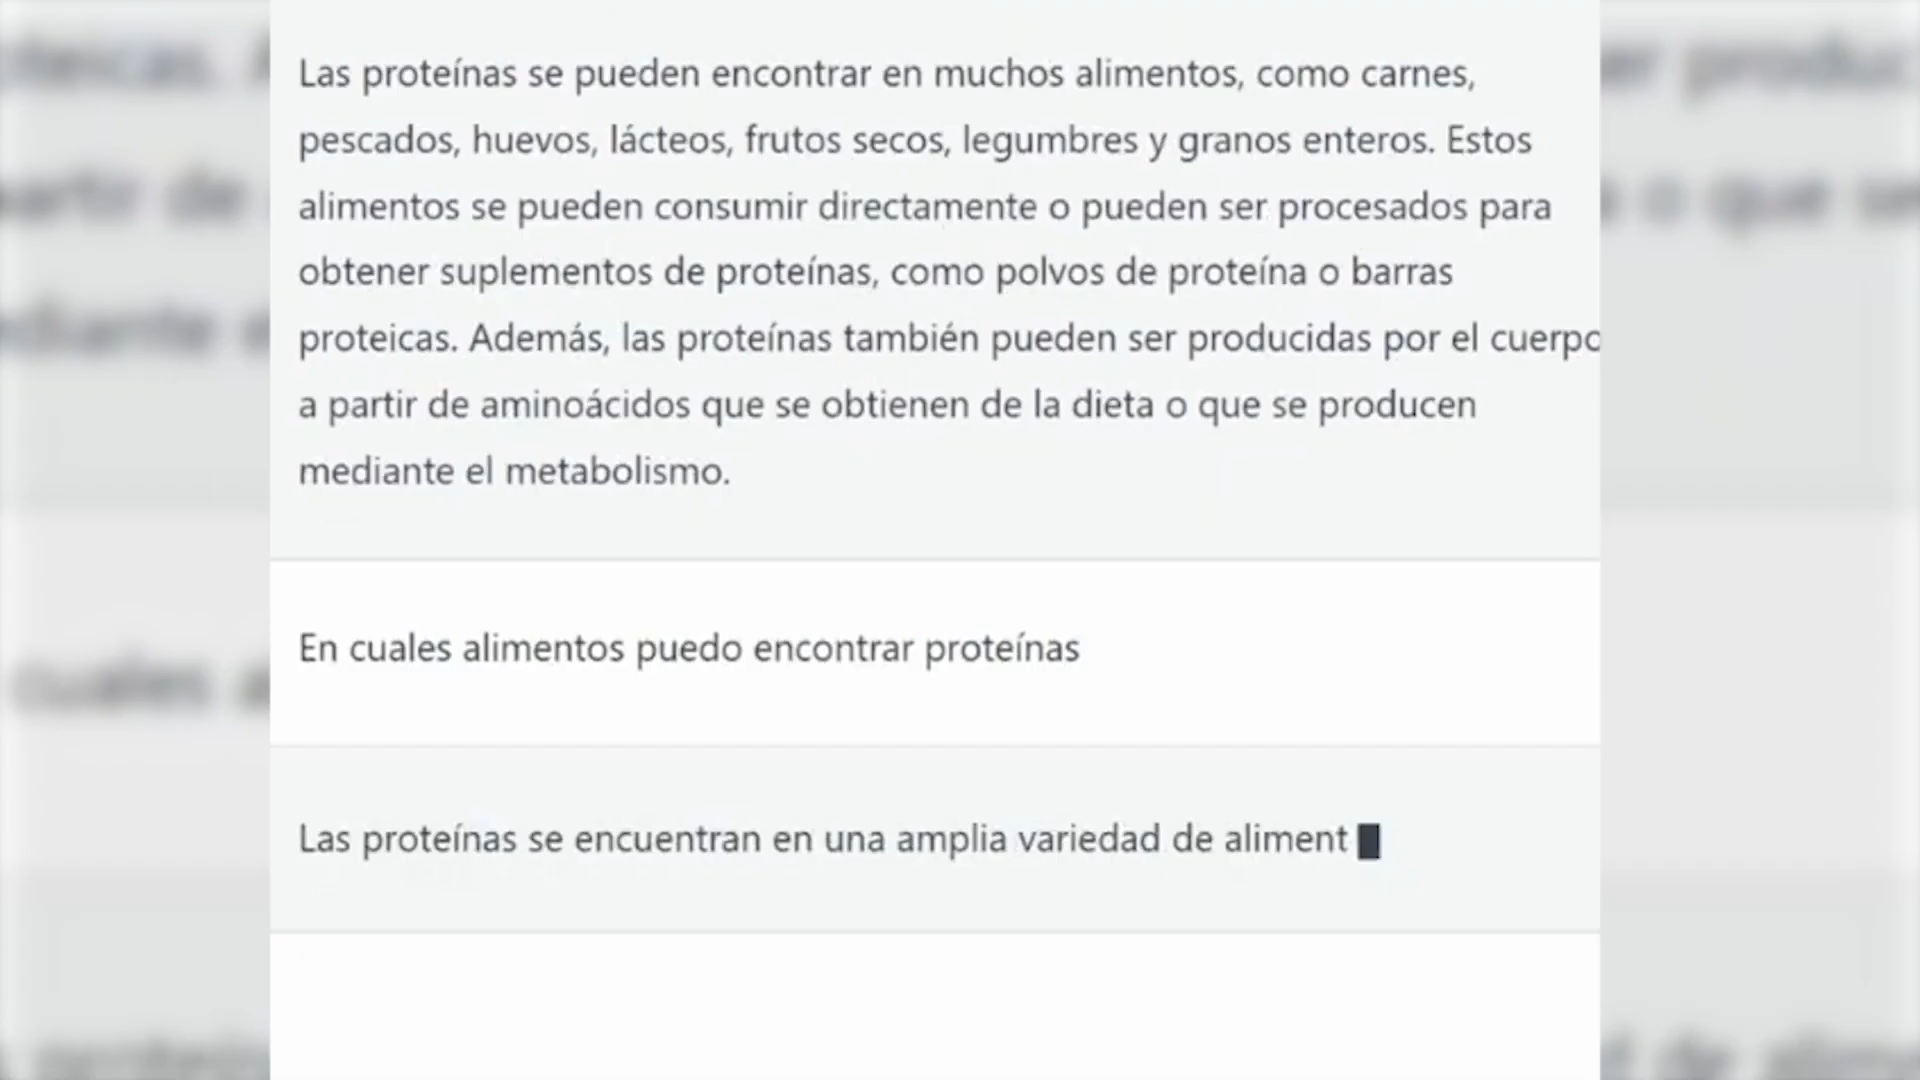 Las proteínas se pueden encontrar en muchos alimentos, como carnes,
pescados, huevos, lácteos, frutos secos, legumbres y granos enteros. Estos
alimentos se pueden consumir directamente o pueden ser procesados para
obtener suplementos de proteínas, como polvos de proteína o barras
proteicas. Además, las proteínas también pueden ser producidas por el cuerpo
a partir de aminoácidos que se obtienen de la dieta o que se producen
mediante el metabolismo.
En cuales alimentos puedo encontrar proteínas
Las proteínas se encuentran en una amplia variedad de aliment